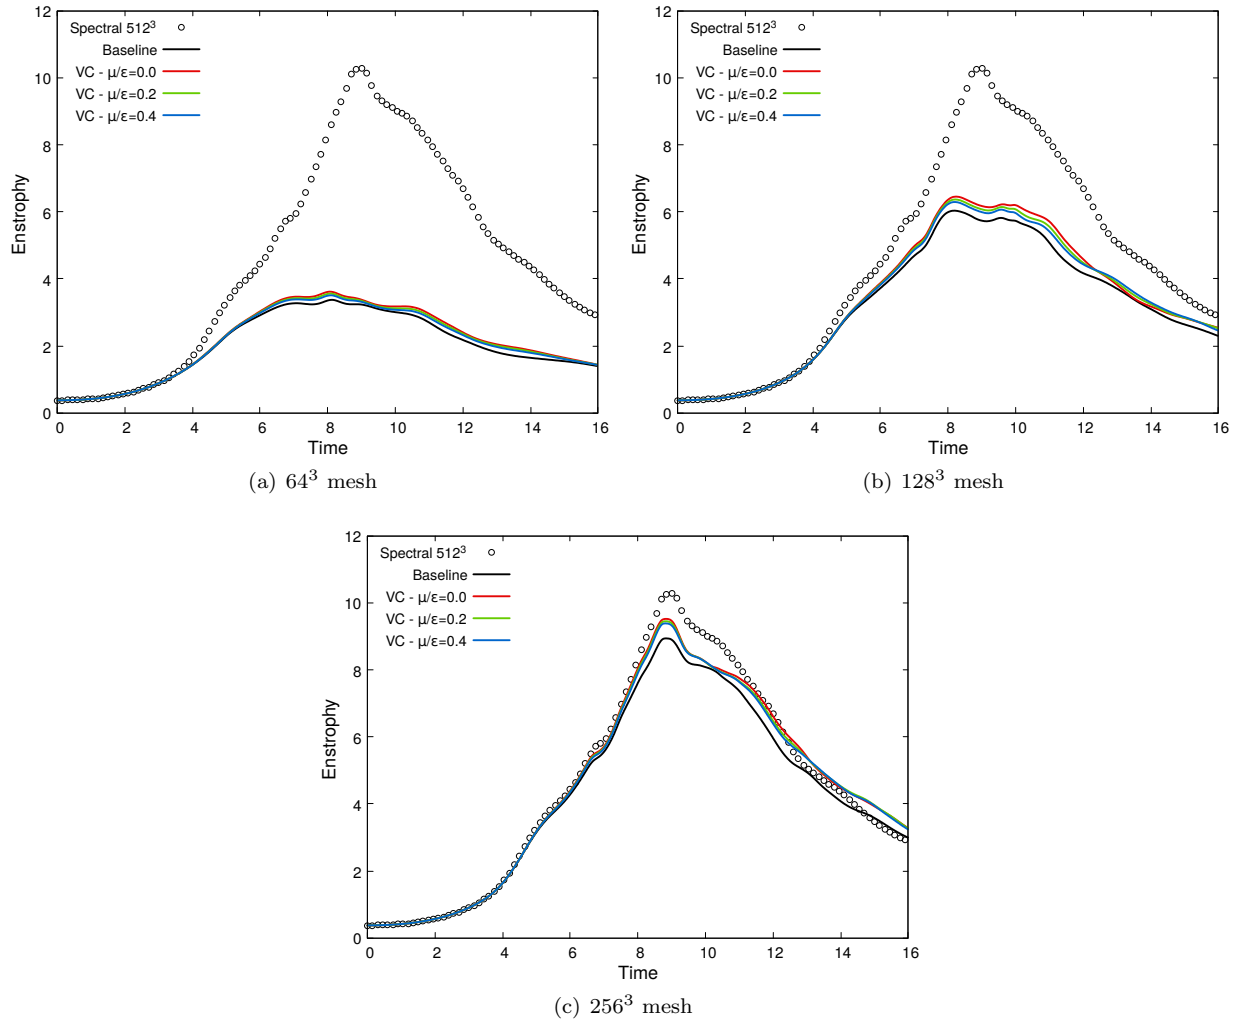 Spectral 512³
Baseline
VC - μ/ε=0.0
VC - μ/ε=0.2
VC - μ/ε=0.4
Enstrophy
12
10
8
6
4
2
0
0 2 4 6 8 10 12 14 16
Time
(a) 64³ mesh
Spectral 512³
Baseline
VC - μ/ε=0.0
VC - μ/ε=0.2
VC - μ/ε=0.4
Enstrophy
12
10
8
6
4
2
0
0 2 4 6 8 10 12 14 16
Time
(b) 128³ mesh
Spectral 512³
Baseline
VC - μ/ε=0.0
VC - μ/ε=0.2
VC - μ/ε=0.4
Enstrophy
12
10
8
6
4
2
0
0 2 4 6 8 10 12 14 16
Time
(c) 256³ mesh